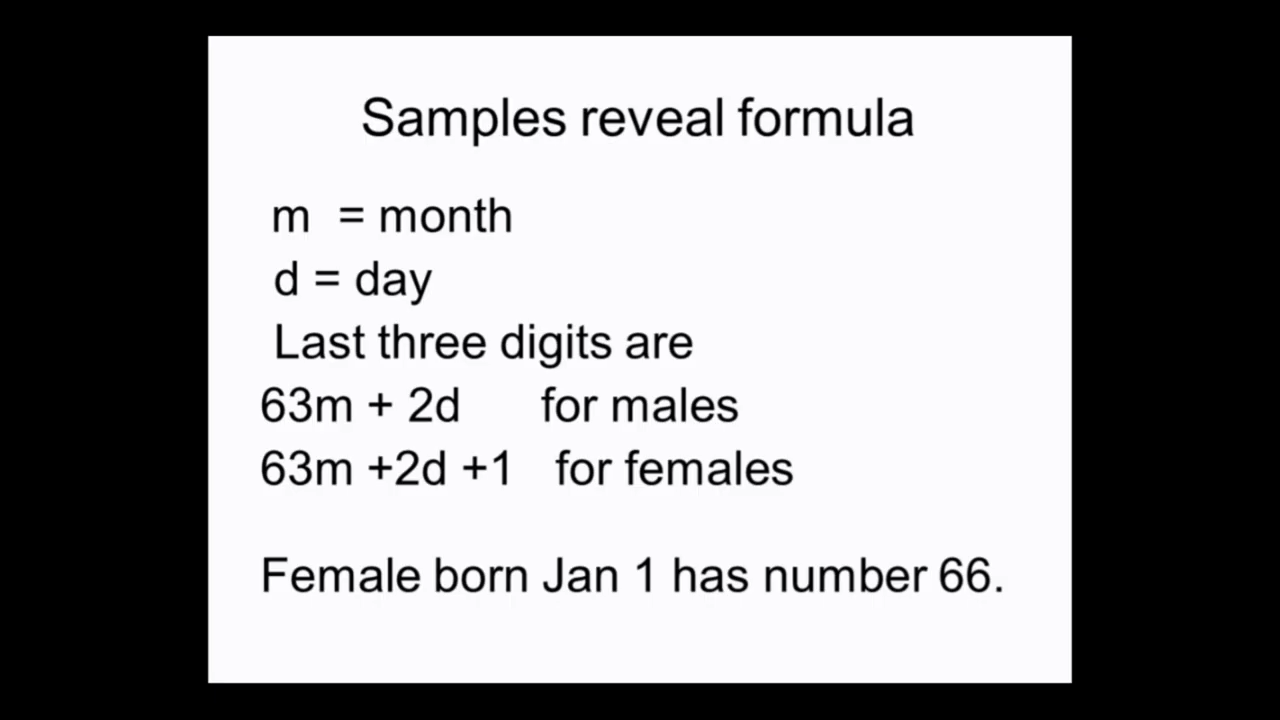 Samples reveal formula
m = month
d = day
Last three digits are
63m + 2d for males
63m +2d +1 for females
Female born Jan 1 has number 66.